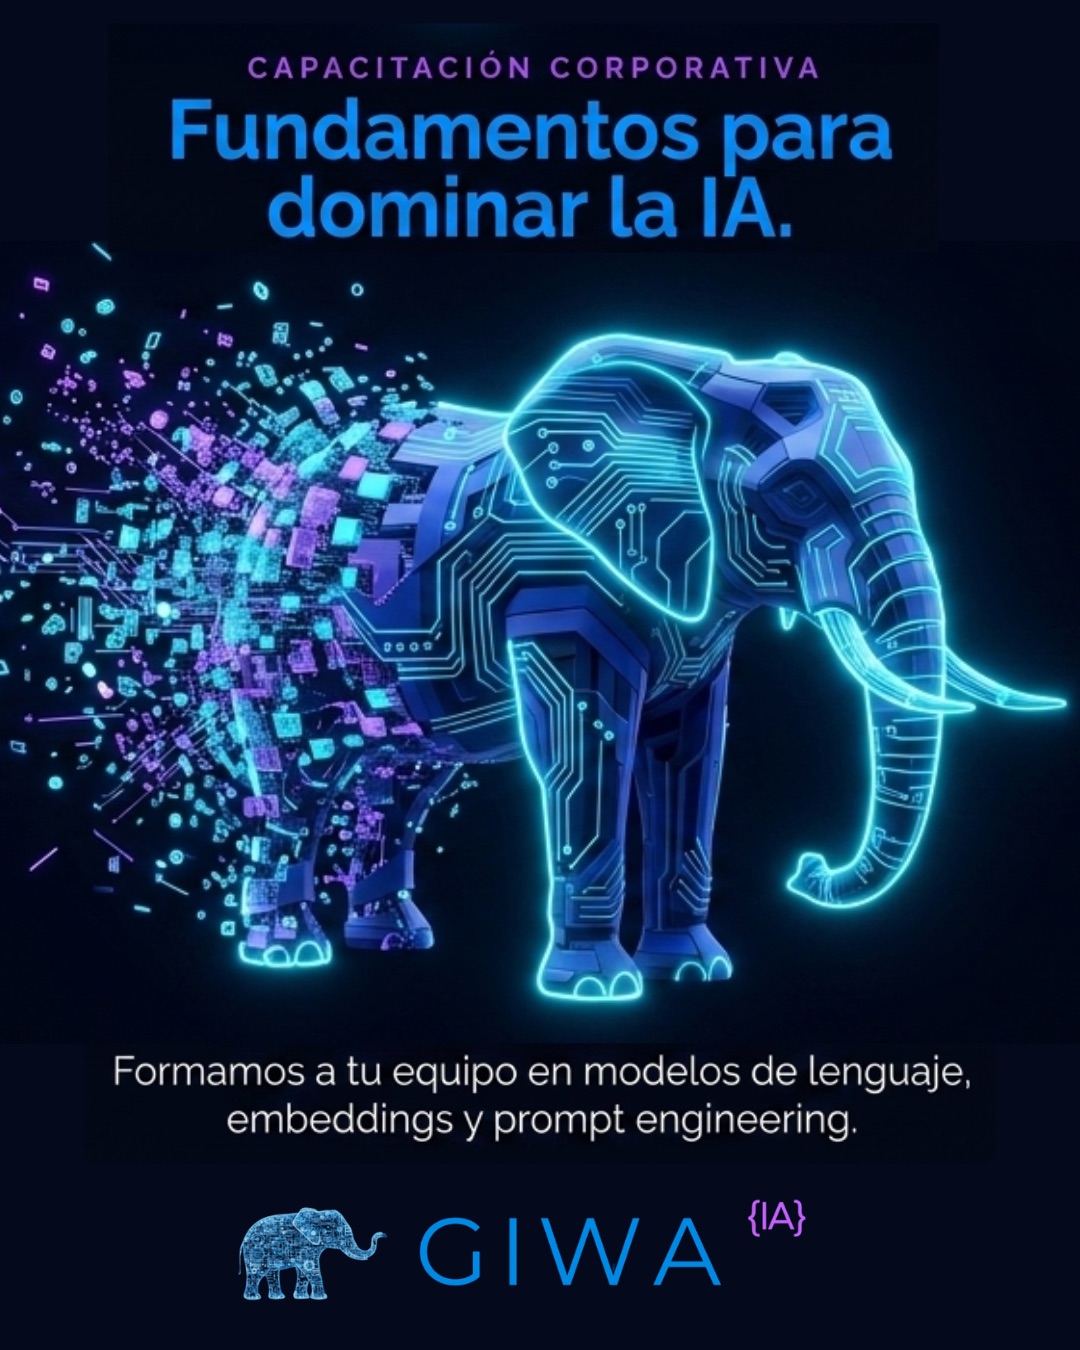 CAPACITACIÓN CORPORATIVA
Fundamentos para
dominar la IA.
Formamos a tu equipo en modelos de lenguaje,
embeddings y prompt engineering.
GIWA {IA}